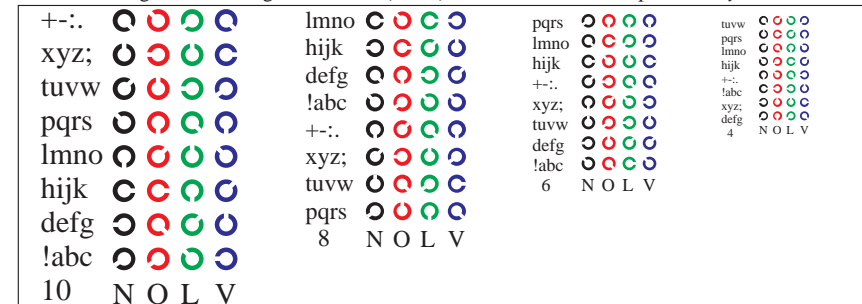 +-:.
xyz;
tuvw
pqrs
lmno
hijk
defg
!abc
10 N O L V
lmno
hijk
defg
!abc
+-:.
xyz;
tuvw
pqrs
8 N O L V
pqrs
lmno
hijk
+-:.
xyz;
tuvw
defg
!abc
6 N O L V
tuvw
pqrs
lmno
hijk
+-:.
!abc
xyz;
defg
4 N O L V